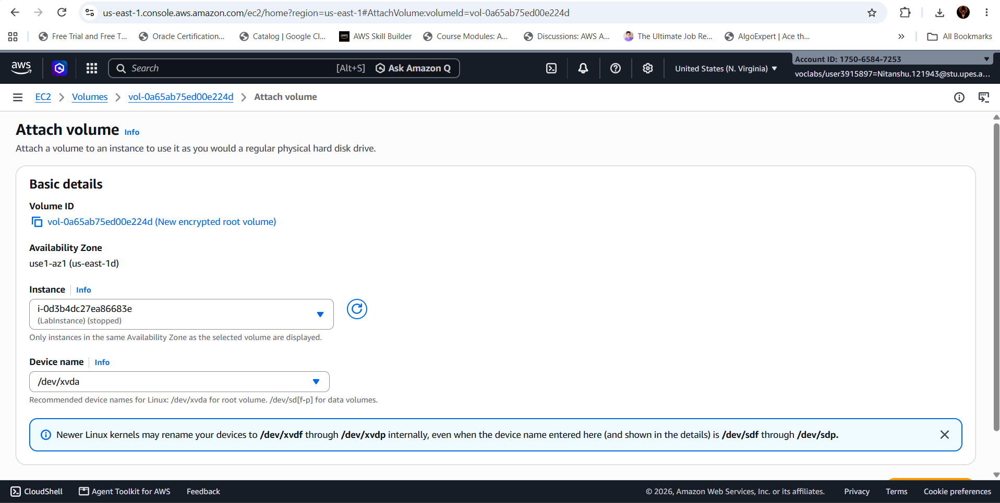 us-east-1.console.aws.amazon.com/ec2/home?region=us-east-1#AttachVolume:volumeId=vol-0a65ab75ed00e224d
Free Trial and Free T... Oracle Certification... Catalog | Google Cl... aws AWS Skill Builder Course Modules: A... Discussions: AWS A... The Ultimate Job Re... AlgoExpert | Ace th... » All Bookmarks
aws Search [Alt+S] Ask Amazon Q United States (N. Virginia) Account ID: 1750-6584-7253
voclabs/user3915897=Nitanshu.121943@stu.upes.a...
EC2 Volumes vol-0a65ab75ed00e224d Attach volume
Attach volume Info
Attach a volume to an instance to use it as you would a regular physical hard disk drive.
Basic details
Volume ID
vol-0a65ab75ed00e224d (New encrypted root volume)
Availability Zone
use1-az1 (us-east-1d)
Instance Info
i-0d3b4dc27ea86683e
(LabInstance) (stopped)
Only instances in the same Availability Zone as the selected volume are displayed.
Device name Info
/dev/xvda
Recommended device names for Linux: /dev/xvda for root volume. /dev/sd[f-p] for data volumes.
Newer Linux kernels may rename your devices to /dev/xvdf through /dev/xvdp internally, even when the device name entered here (and shown in the details) is /dev/sdf through /dev/sdp.
CloudShell Agent Toolkit for AWS Feedback © 2026, Amazon Web Services, Inc. or its affiliates. Privacy Terms Cookie preferences